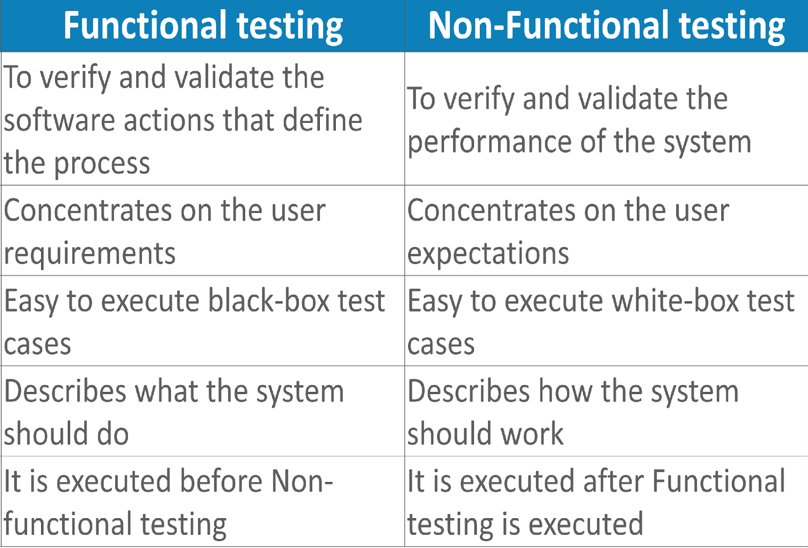 Functional testing
Non-Functional testing
To verify and validate the
software actions that define
the process
To verify and validate the
performance of the system
Concentrates on the user
requirements
Concentrates on the user
expectations
Easy to execute black-box test
cases
Easy to execute white-box test
cases
Describes what the system
should do
Describes how the system
should work
It is executed before Non-
functional testing
It is executed after Functional
testing is executed